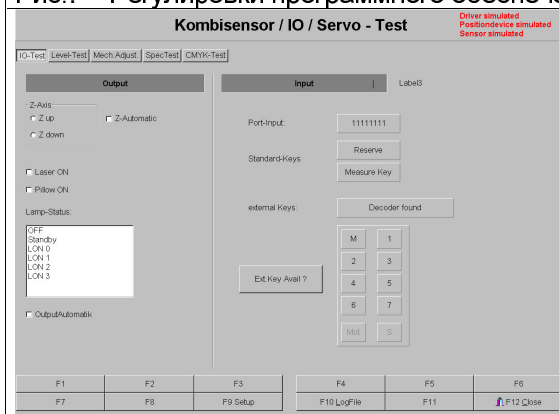 Kombisensor / IO / Servo - Test
Driver simulated
Positiondevice simulated
Sensor simulated
IO-Test Level-Test Mech.Adjust SpecTest CMYK-Test
Output
Input
Label3
Z-Axis
Z up
Z down
Z-Automatic
Laser ON
Pillow ON
Lamp-Status:
OFF
Standby
LON 0
LON 1
LON 2
LON 3
OutputAutomatik
Port-Input:
11111111
Standard-Keys:
Reserve
Measure Key
external Keys:
Decoder found
Ext.Key Avail ?
M 1
2 3
4 5
6 7
Mot S
F1 F2 F3 F4 F5 F6
F7 F8 F9 Setup F10 LogFile F11 F12 Close